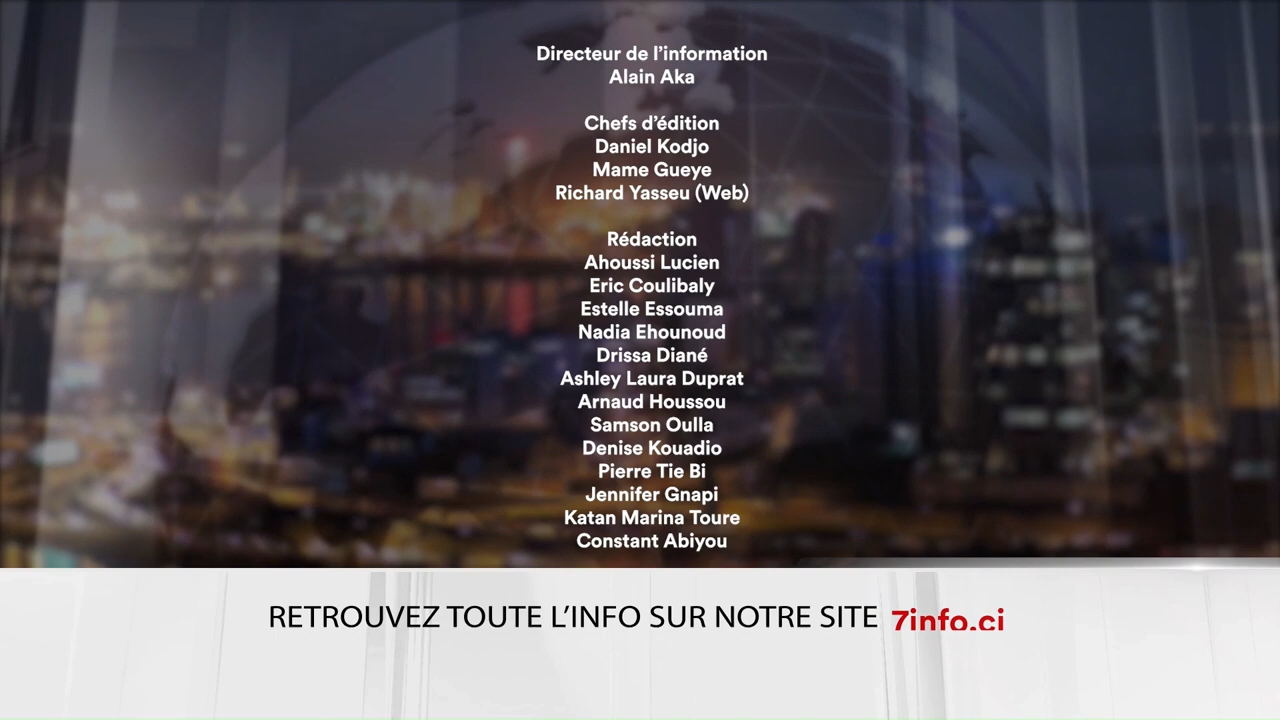 Directeur de l’information
Alain Aka
Chefs d’édition
Daniel Kodjo
Mame Gueye
Richard Yasseu (Web)
Rédaction
Ahoussi Lucien
Eric Coulibaly
Estelle Essouma
Nadia Ehounoud
Drissa Diané
Ashley Laura Duprat
Arnaud Houssou
Samson Oulla
Denise Kouadio
Pierre Tie Bi
Jennifer Gnapi
Katan Marina Toure
Constant Abiyou
RETROUVEZ TOUTE L’INFO SUR NOTRE SITE 7info.ci